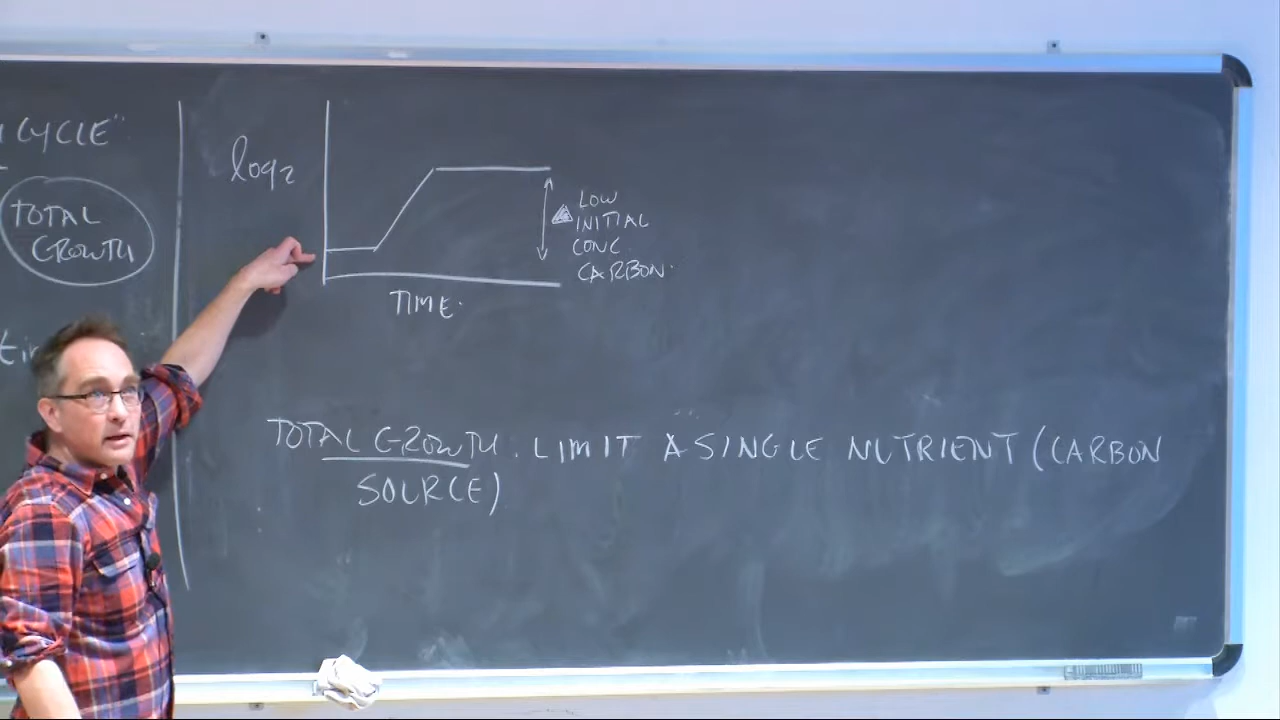 CYCLE"
TOTAL
GROWTH
log2
LOW
INITIAL
CONC
CARBON.
TIME.
TOTAL GROWTH. LIMIT A SINGLE NUTRIENT (CARBON
SOURCE)